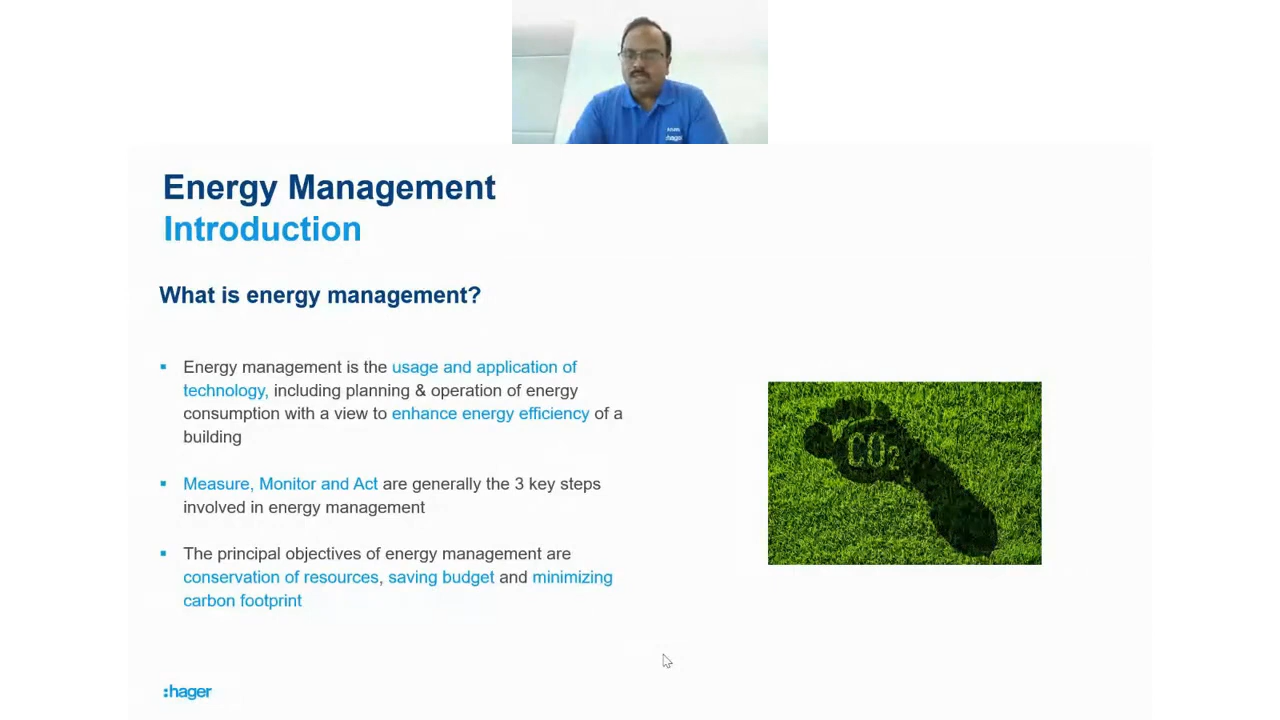 :hager
Energy Management
Introduction
What is energy management?
▪ Energy management is the usage and application of
technology, including planning & operation of energy
consumption with a view to enhance energy efficiency of a
building
▪ Measure, Monitor and Act are generally the 3 key steps
involved in energy management
▪ The principal objectives of energy management are
conservation of resources, saving budget and minimizing
carbon footprint
CO₂
:hager